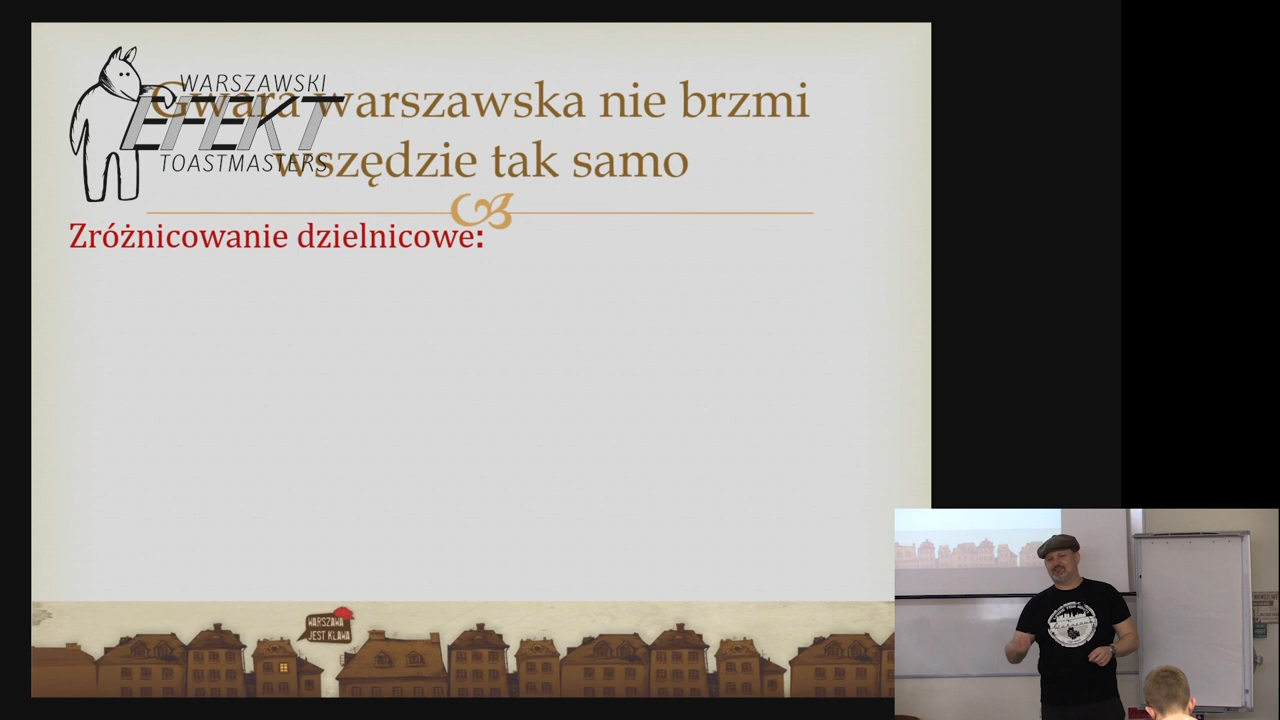 WARSZAWSKI
EFEKT
TOASTMASTERS
Gwara warszawska nie brzmi
wszędzie tak samo
Zróżnicowanie dzielnicowe:
WARSZAWA
JEST KLAWA